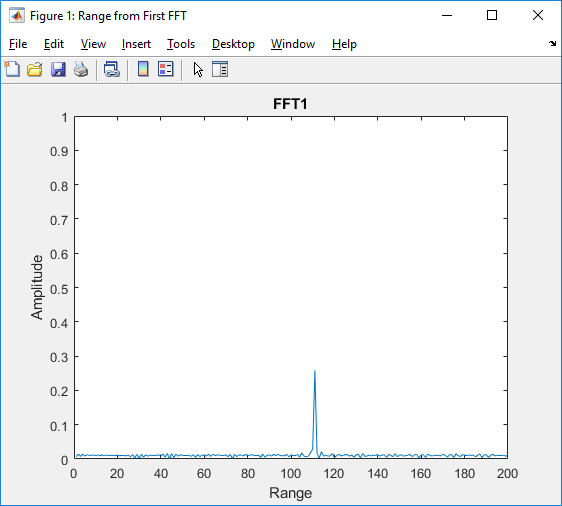 Figure 1: Range from First FFT
File Edit View Insert Tools Desktop Window Help
FFT1
1
0.9
0.8
0.7
0.6
0.5
0.4
0.3
0.2
0.1
0
Amplitude
0 20 40 60 80 100 120 140 160 180 200
Range